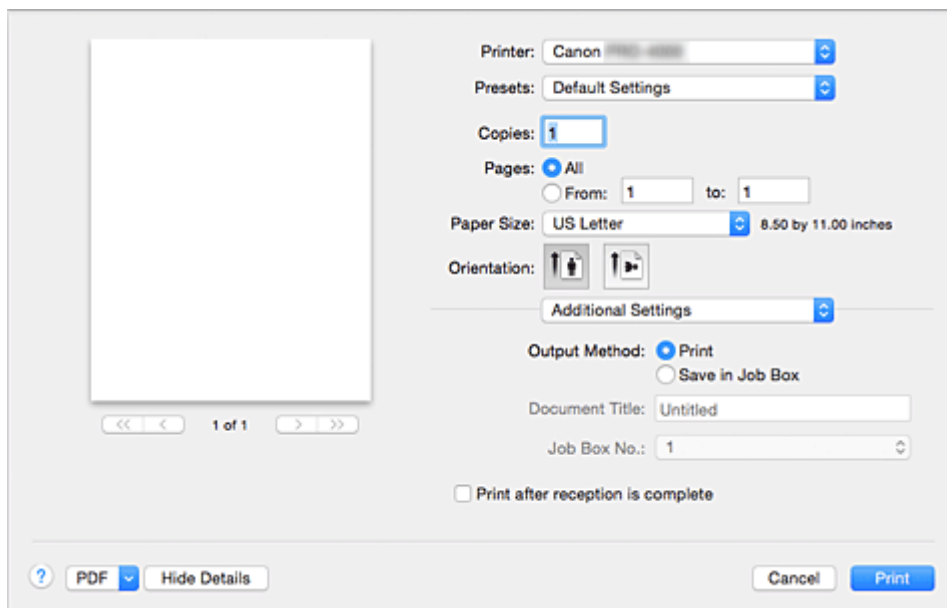 Printer: Canon
Presets: Default Settings
Copies: 1
Pages: All
From: 1 to: 1
Paper Size: US Letter 8.50 by 11.00 inches
Orientation:
Additional Settings
Output Method: Print
Save in Job Box
Document Title: Untitled
Job Box No.: 1
Print after reception is complete
<< < 1 of 1 > >>
? PDF Hide Details Cancel Print